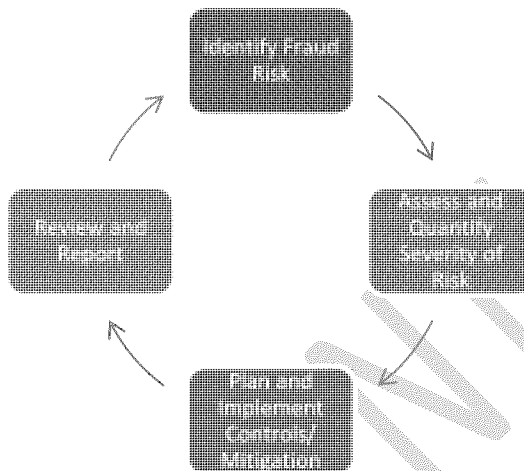 Identify Fraud
Risk
Assess and
Quantify
Severity of
Risk
Plan and
Implement
Controls/
Mitigation
Review and
Report